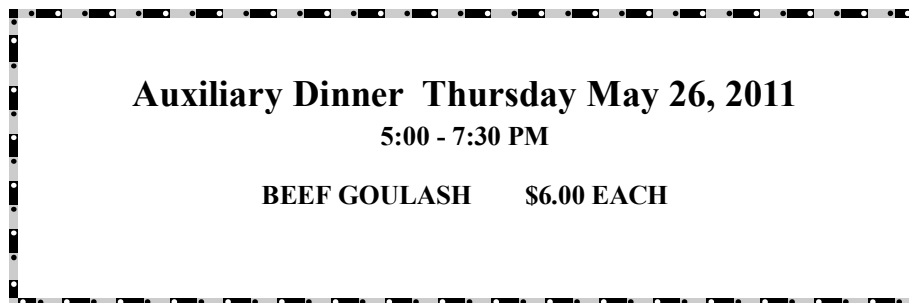 Auxiliary Dinner  Thursday May 26, 2011
5:00 - 7:30 PM
BEEF GOULASH  $6.00 EACH